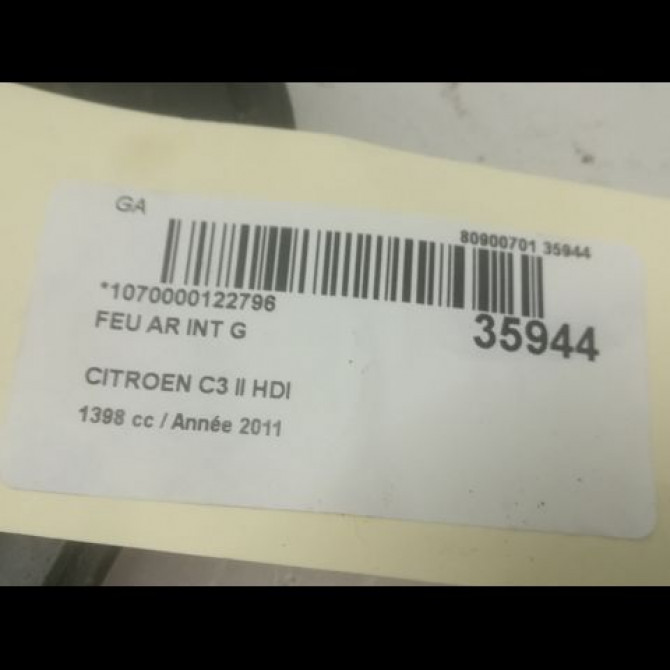 GA
80900701 35944
*1070000122796
35944
FEU AR INT G
CITROEN C3 II HDI
1398 cc / Année 2011